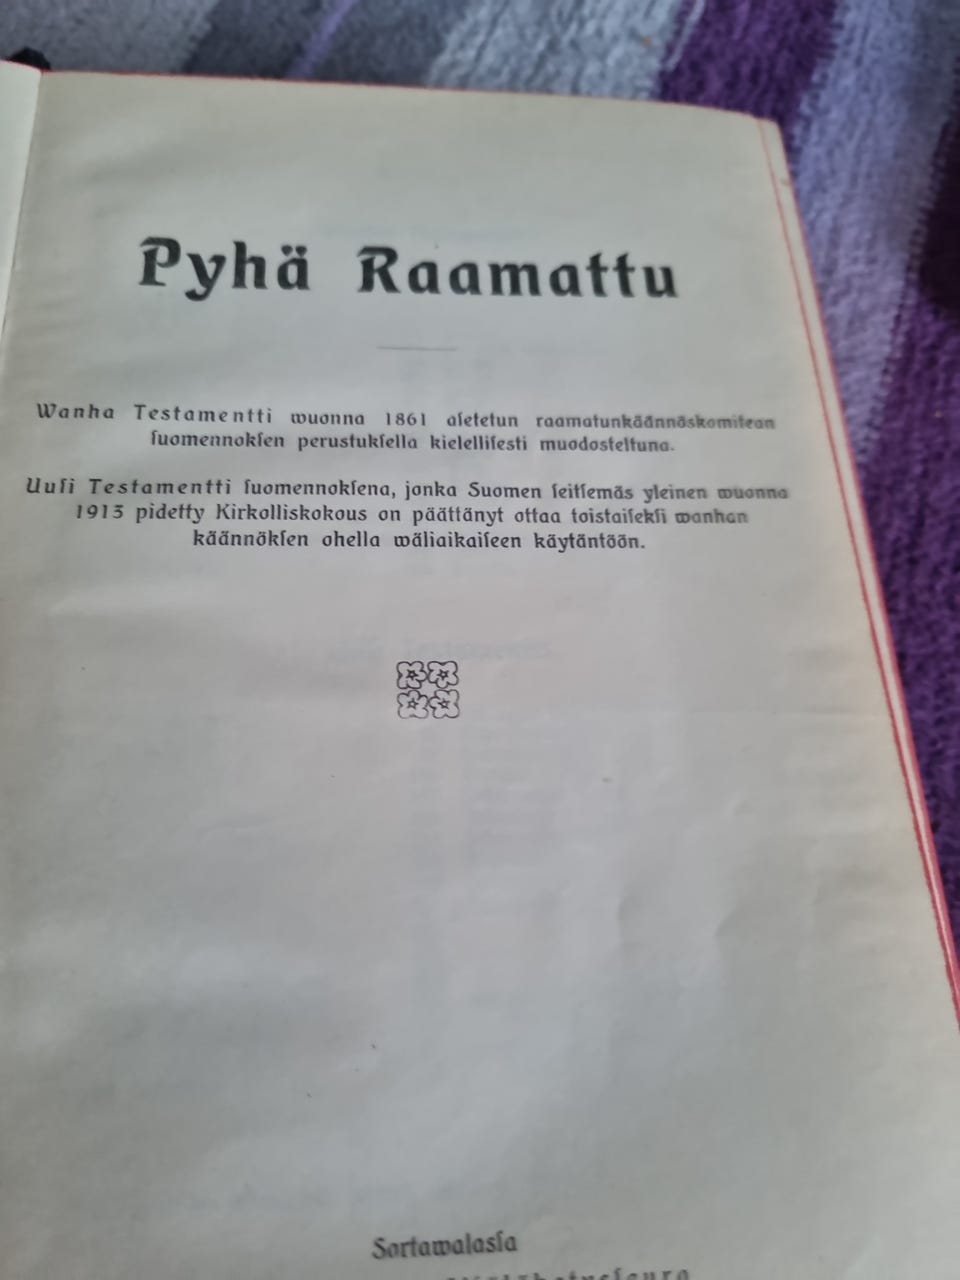 Pyhä Raamattu
Wanha Testamentti wuonna 1861 aſetetun raamatunkäännöskomitean
ſuomennokſen perustukſella kielelliſesti muodosteltuna.
Uuſi Testamentti ſuomennokſena, jonka Suomen ſeitſemäs yleinen wuonna
1913 pidetty Kirkolliskokous on päättänyt ottaa toistaiſekſi wanhan
käännökſen ohella wäliaikaiſeen käytäntöön.
Sortawalasſa